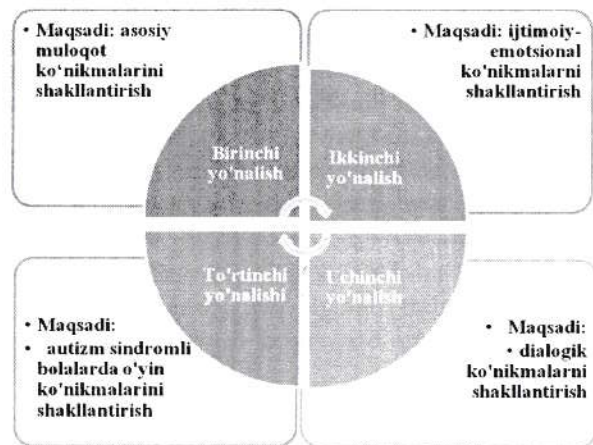 • Maqsadi: asosiy
muloqot
ko'nikmalarini
shakllantirish
• Maqsadi: ijtimoiy-
emotsional
ko'nikmalarni
shakllantirish
Birinchi
yo'nalish
Ikkinchi
yo'nalish
To'rtinchi
yo'nalishi
Uchinchi
yo'nalish
• Maqsadi:
• autizm sindromli
bolalarda o'yin
ko'nikmalarini
shakllantirish
• Maqsadi:
• dialogik
ko'nikmalarni
shakllantirish